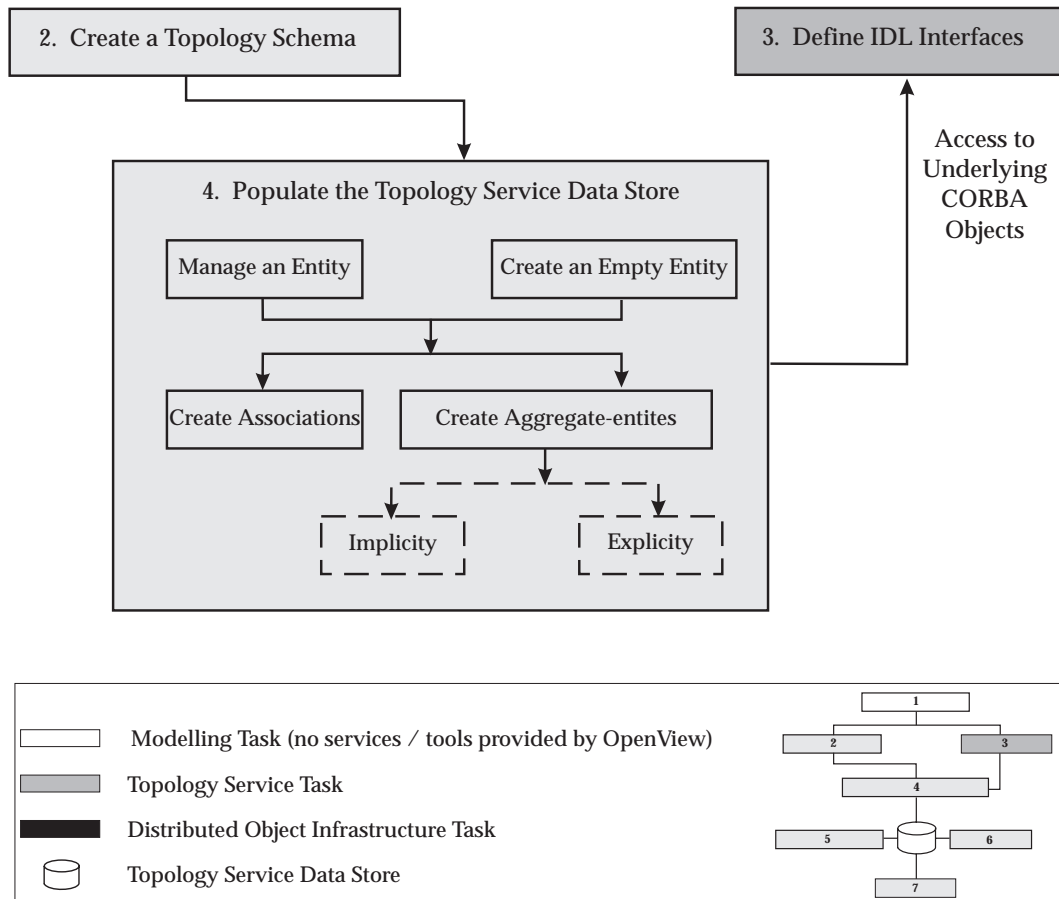 2. Create a Topology Schema
3. Define IDL Interfaces
Access to
Underlying
CORBA
Objects
4. Populate the Topology Service Data Store
Manage an Entity
Create an Empty Entity
Create Associations
Create Aggregate-entites
Implicity
Explicity
Modelling Task (no services / tools provided by OpenView)
Topology Service Task
Distributed Object Infrastructure Task
Topology Service Data Store
1
2
3
4
5
6
7